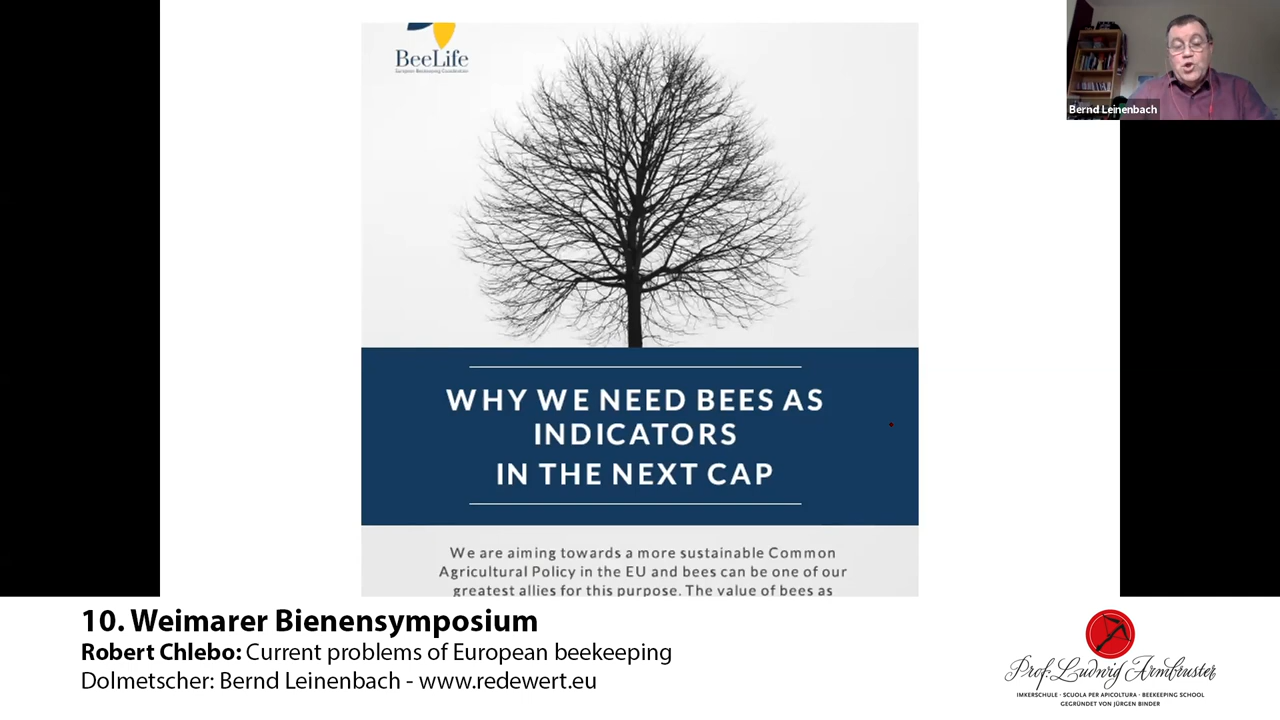 BeeLife
European Beekeeping Coordination
Bernd Leinenbach
WHY WE NEED BEES AS
INDICATORS
IN THE NEXT CAP
We are aiming towards a more sustainable Common
Agricultural Policy in the EU and bees can be one of our
greatest allies for this purpose. The value of bees as
10. Weimarer Bienensymposium
Robert Chlebo: Current problems of European beekeeping
Dolmetscher: Bernd Leinenbach - www.redewert.eu
Prof. Ludwig Armbruster
IMKERSCHULE · SCUOLA PER APICOLTURA · BEEKEEPING SCHOOL
GEGRÜNDET VON JÜRGEN BINDER